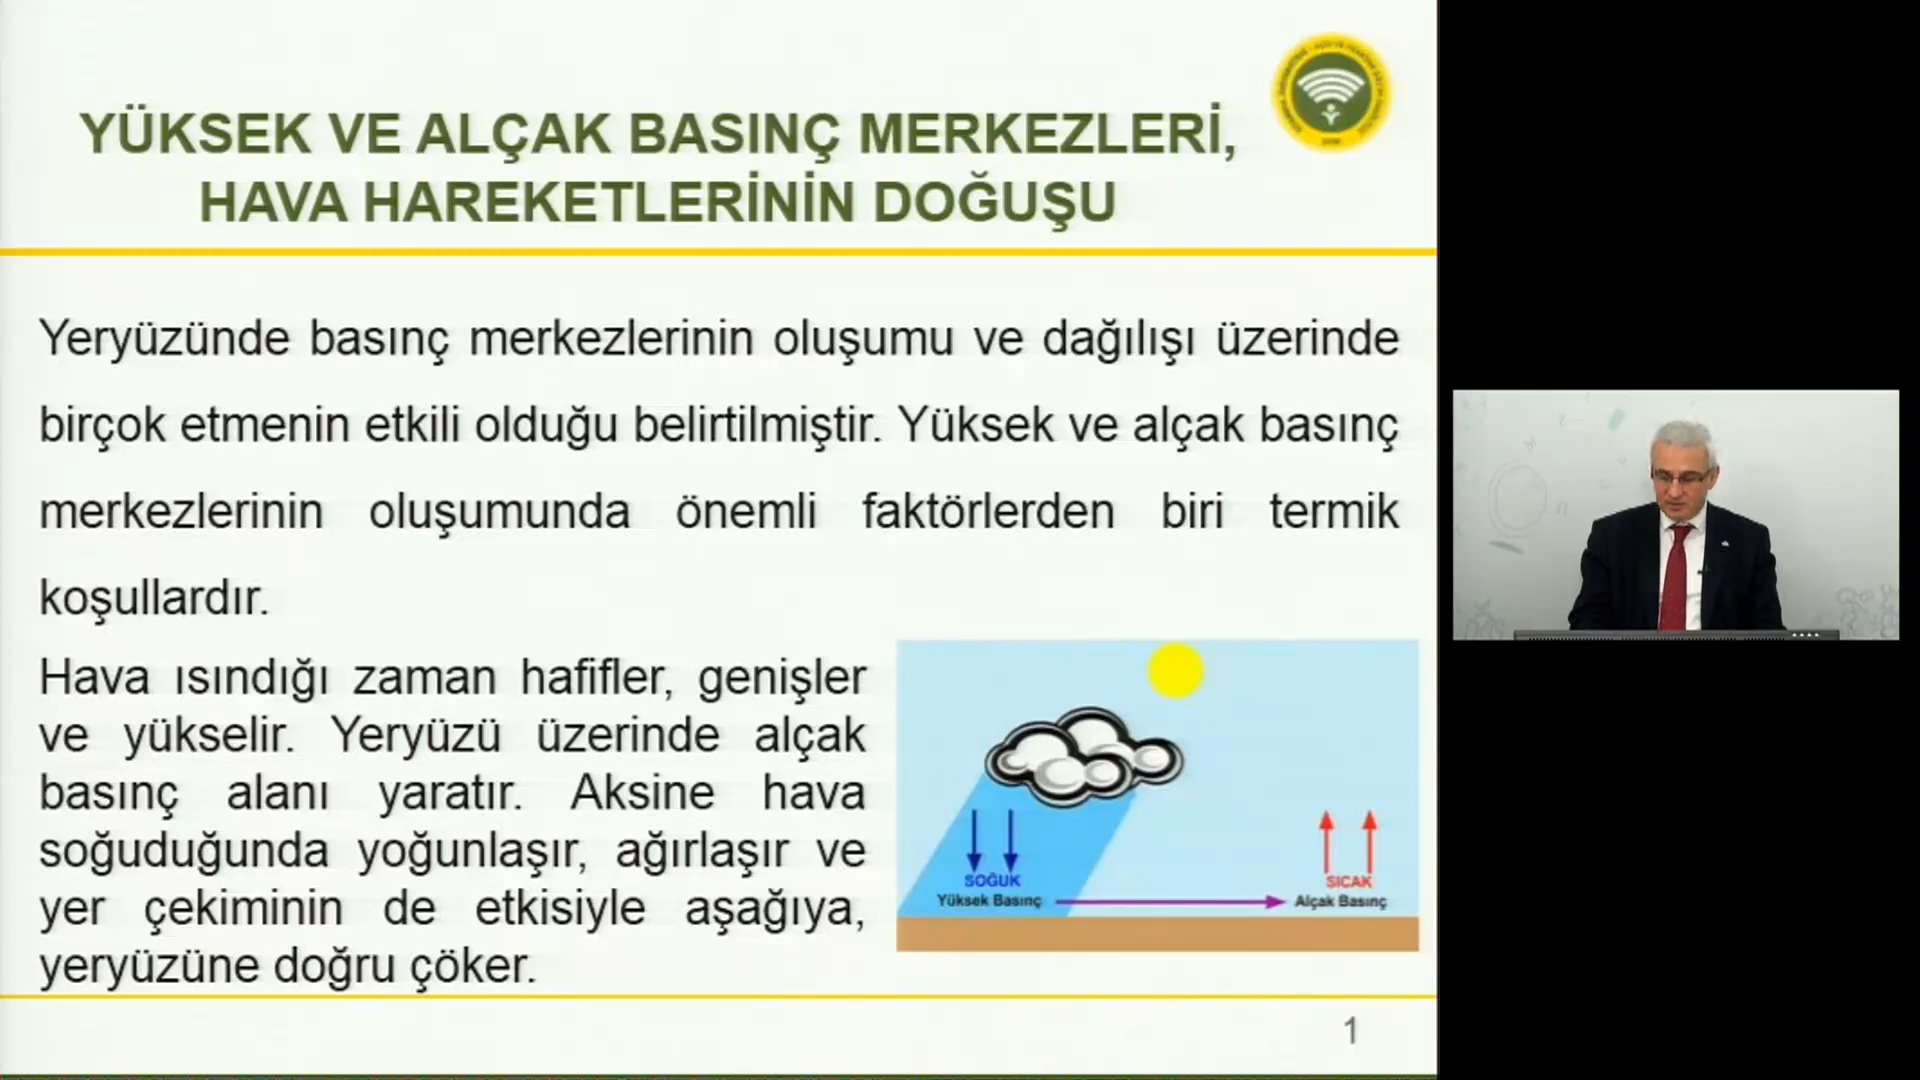 YÜKSEK VE ALÇAK BASINÇ MERKEZLERİ,
HAVA HAREKETLERİNİN DOĞUŞU
Yeryüzünde basınç merkezlerinin oluşumu ve dağılışı üzerinde
birçok etmenin etkili olduğu belirtilmiştir. Yüksek ve alçak basınç
merkezlerinin oluşumunda önemli faktörlerden biri termik
koşullardır.
Hava ısındığı zaman hafifler, genişler
ve yükselir. Yeryüzü üzerinde alçak
basınç alanı yaratır. Aksine hava
soğuduğunda yoğunlaşır, ağırlaşır ve
yer çekiminin de etkisiyle aşağıya,
yeryüzüne doğru çöker.
SOĞUK
Yüksek Basınç
SICAK
Alçak Basınç
1